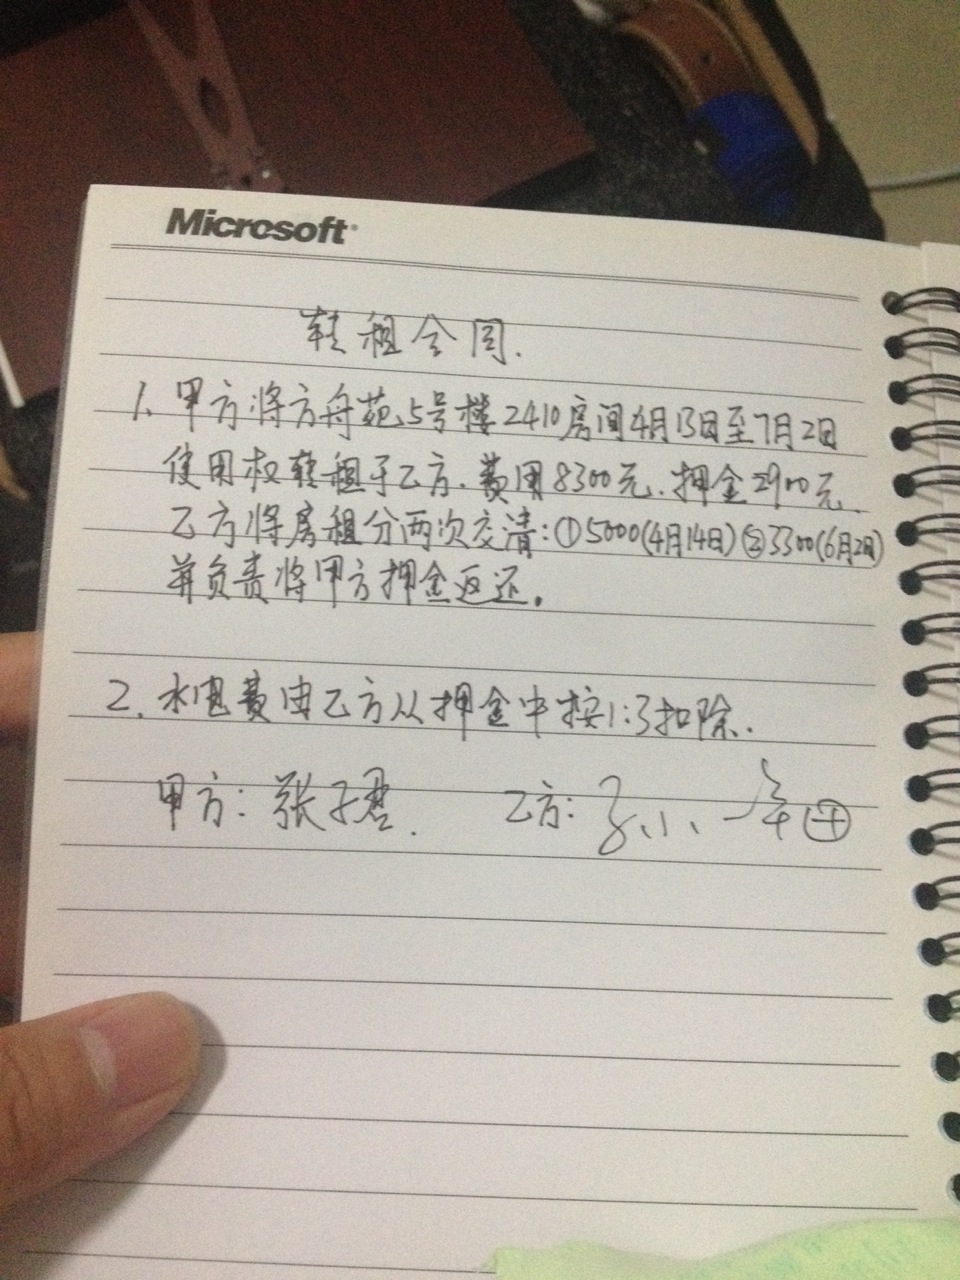 Microsoft
转租合同.
1、甲方将方舟苑5号楼2410房间4月13日至7月2日
使用权转租于乙方.费用8300元.押金2900元.
乙方将房租分两次交清:①5000(4月14日)②3300(6月2日)
并负责将甲方押金返还.
2.水电费由乙方从押金中按1:3扣除.
甲方:张子君. 乙方: